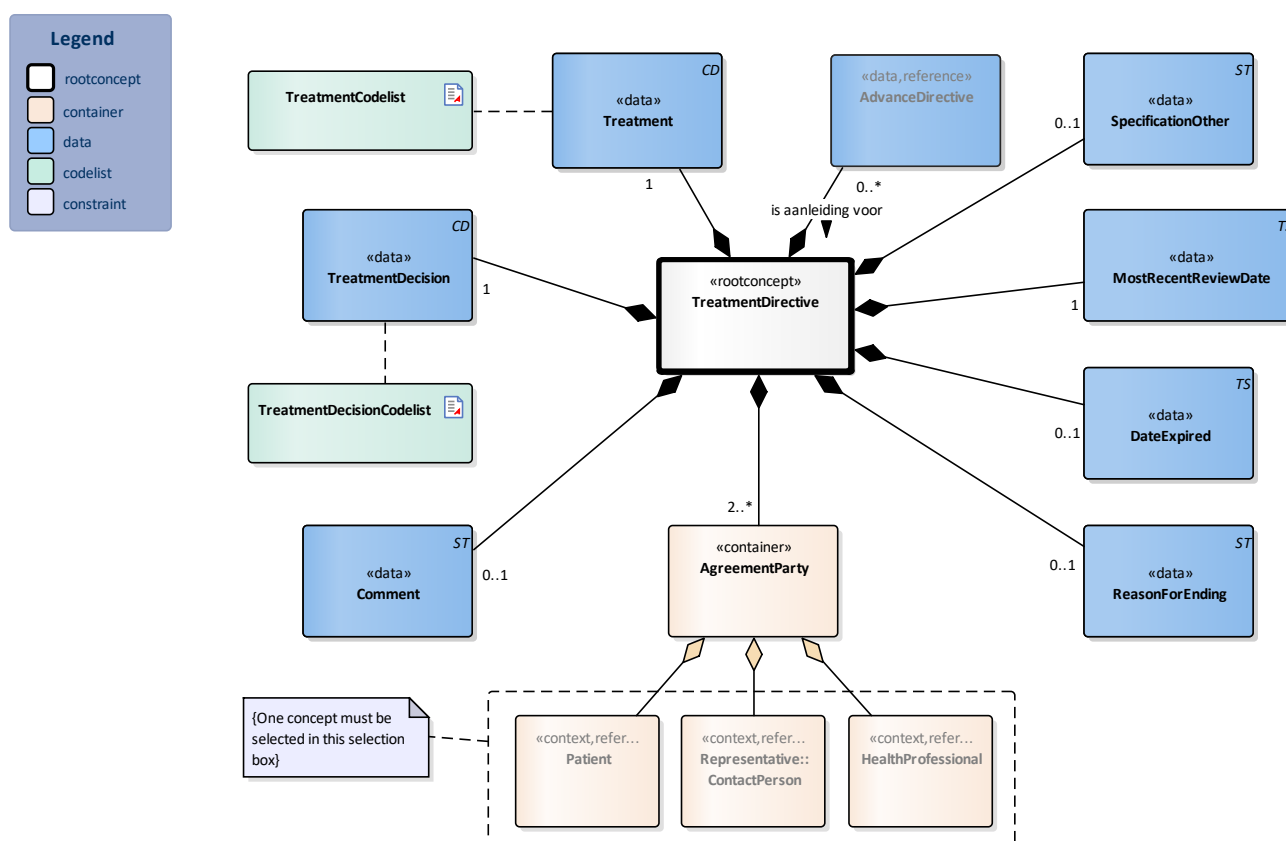 Legend
rootconcept
container
data
codelist
constraint
TreatmentCodelist
CD
«data»
Treatment
1
«data,reference»
AdvanceDirective
0..*
is aanleiding voor
ST
«data»
SpecificationOther
0..1
CD
«data»
TreatmentDecision
1
«rootconcept»
TreatmentDirective
«data»
MostRecentReviewDate
1
TreatmentDecisionCodelist
TS
«data»
DateExpired
0..1
ST
«data»
Comment
0..1
2..*
«container»
AgreementParty
ST
«data»
ReasonForEnding
0..1
{One concept must be
selected in this selection
box}
«context,refer...
Patient
«context,refer...
Representative::
ContactPerson
«context,refer...
HealthProfessional